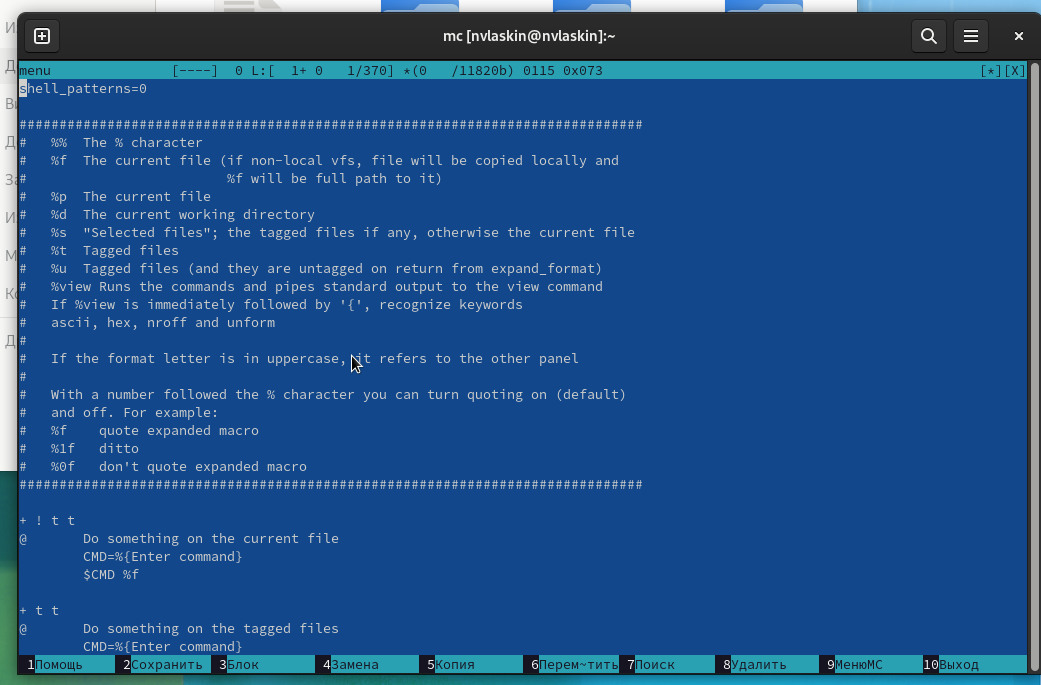 mc [nvlaskin@nvlaskin]:~
menu [----] 0 L:[ 1+ 0 1/370] *(0 /11820b) 0115 0x073 [*][X]
shell_patterns=0
##############################################################################
# %% The % character
# %f The current file (if non-local vfs, file will be copied locally and
# %f will be full path to it)
# %p The current file
# %d The current working directory
# %s "Selected files"; the tagged files if any, otherwise the current file
# %t Tagged files
# %u Tagged files (and they are untagged on return from expand_format)
# %view Runs the commands and pipes standard output to the view command
# If %view is immediately followed by '{', recognize keywords
# ascii, hex, nroff and unform
#
# If the format letter is in uppercase, it refers to the other panel
#
# With a number followed the % character you can turn quoting on (default)
# and off. For example:
# %f quote expanded macro
# %1f ditto
# %0f don't quote expanded macro
##############################################################################
+ ! t t
@ Do something on the current file
CMD=%{Enter command}
$CMD %f
+ t t
@ Do something on the tagged files
CMD=%{Enter command}
1Помощь 2Сохранить 3Блок 4Замена 5Копия 6Перем~тить 7Поиск 8Удалить 9МенюMC 10Выход